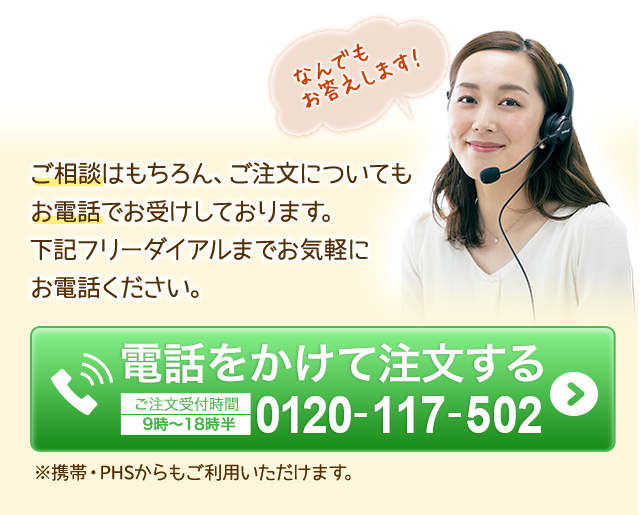 なんでも
お答えします!
ご相談はもちろん、ご注文についても
お電話でお受けしております。
下記フリーダイアルまでお気軽に
お電話ください。
電話をかけて注文する
ご注文受付時間
9時〜18時半
0120-117-502
※携帯・PHSからもご利用いただけます。